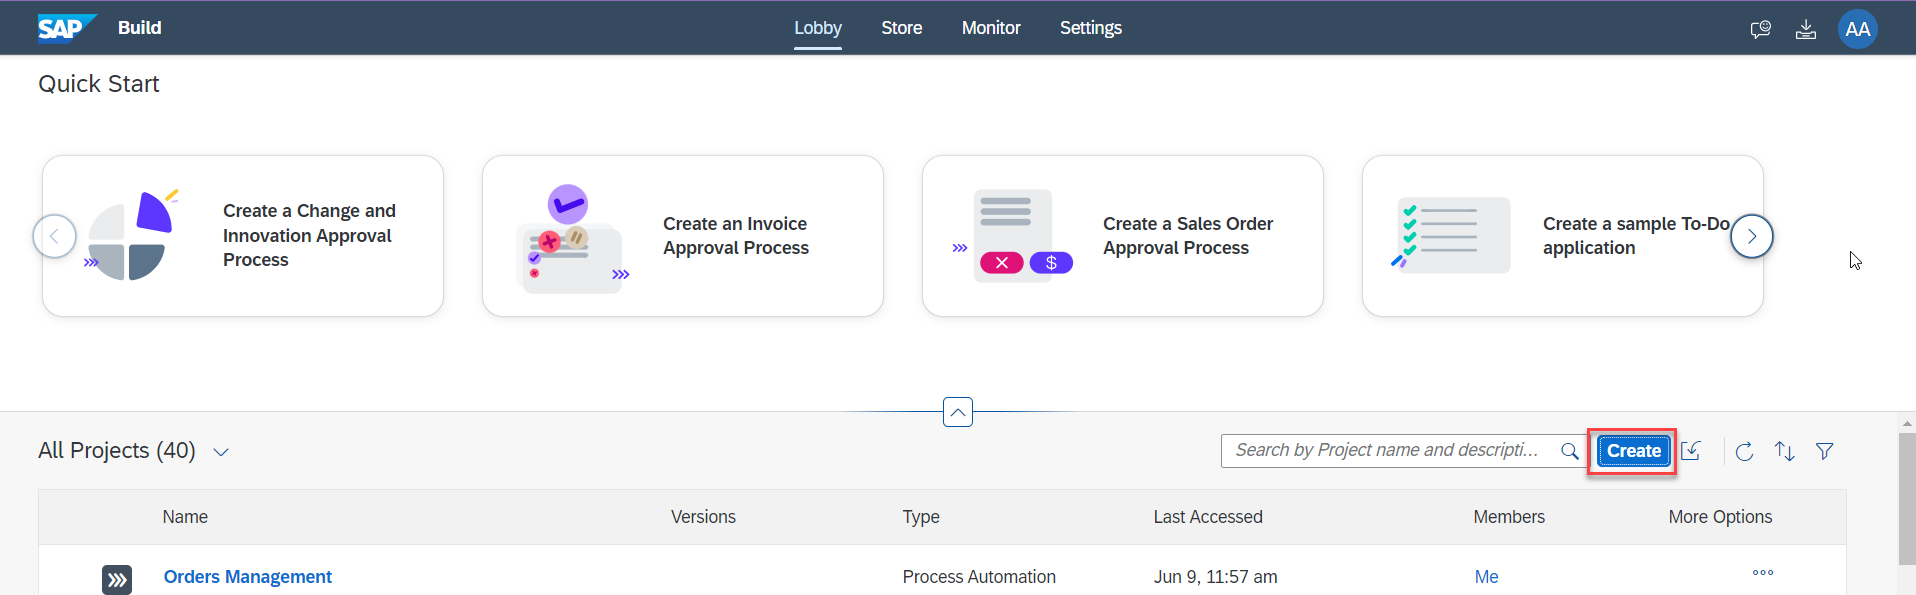 SAP Build Lobby Store Monitor Settings AA
Quick Start
Create a Change and
Innovation Approval
Process
Create an Invoice
Approval Process
Create a Sales Order
Approval Process
$
Create a sample To-Do
application
All Projects (40) Search by Project name and descripti... Create
Name Versions Type Last Accessed Members More Options
Orders Management Process Automation Jun 9, 11:57 am Me